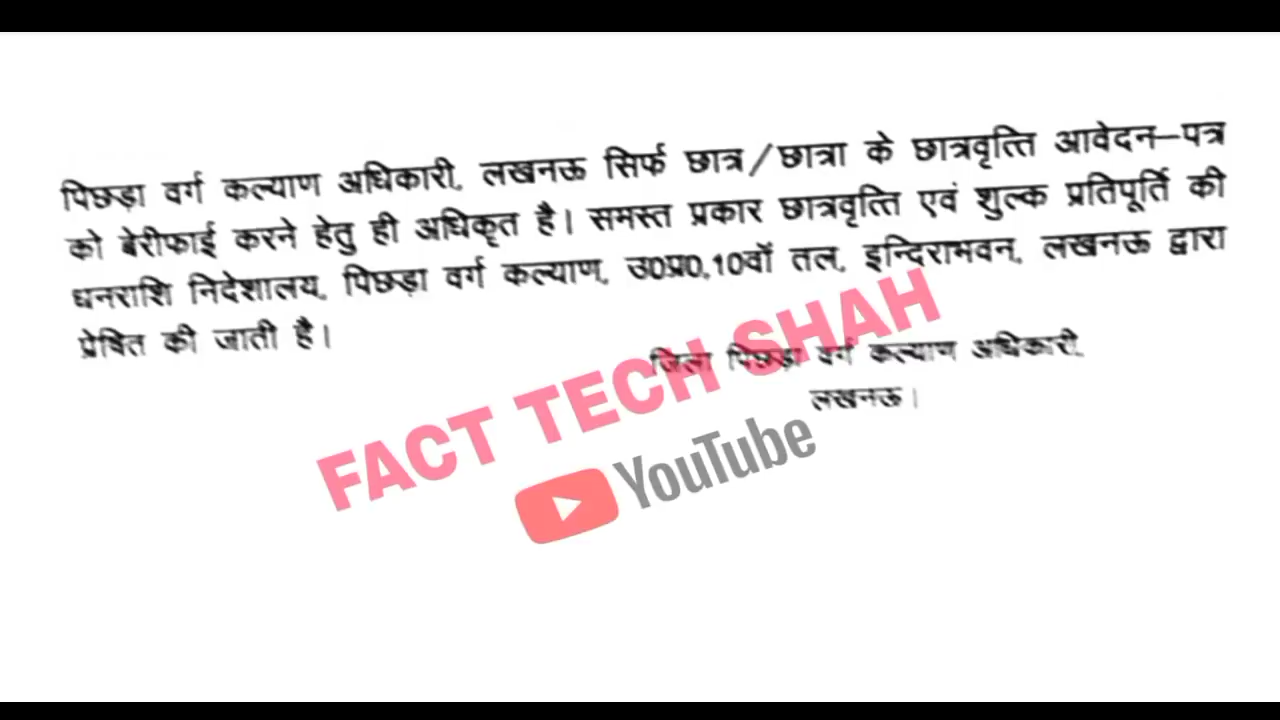 पिछड़ा वर्ग कल्याण अधिकारी, लखनऊ सिर्फ छात्र/छात्रा के छात्रवृत्ति आवेदन–पत्र
को बेरीफाई करने हेतु ही अधिकृत है। समस्त प्रकार छात्रवृत्ति एवं शुल्क प्रतिपूर्ति की
धनराशि निदेशालय, पिछड़ा वर्ग कल्याण, उ0प्र0,10वॉ तल, इन्दिराभवन, लखनऊ द्वारा
प्रेषित की जाती है।
जिला पिछड़ा वर्ग कल्याण अधिकारी,
लखनऊ।
FACT TECH SHAH
YouTube